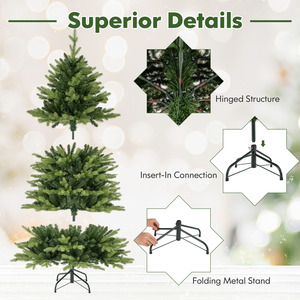 Superior Details
Hinged Structure
Insert-In Connection
Folding Metal Stand